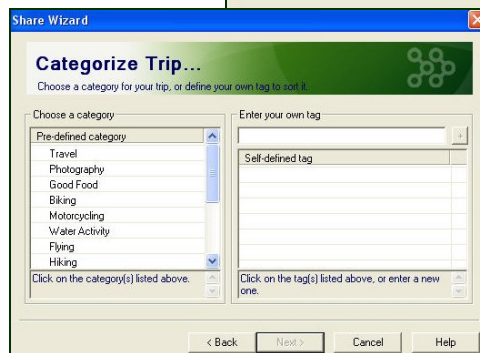 Share Wizard
Categorize Trip...
Choose a category for your trip, or define your own tag to sort it.
Choose a category
Pre-defined category
Travel
Photography
Good Food
Biking
Motorcycling
Water Activity
Flying
Hiking
Click on the category(s) listed above.
Enter your own tag
+
Self-defined tag
Click on the tag(s) listed above, or enter a new
one.
< Back
Next >
Cancel
Help